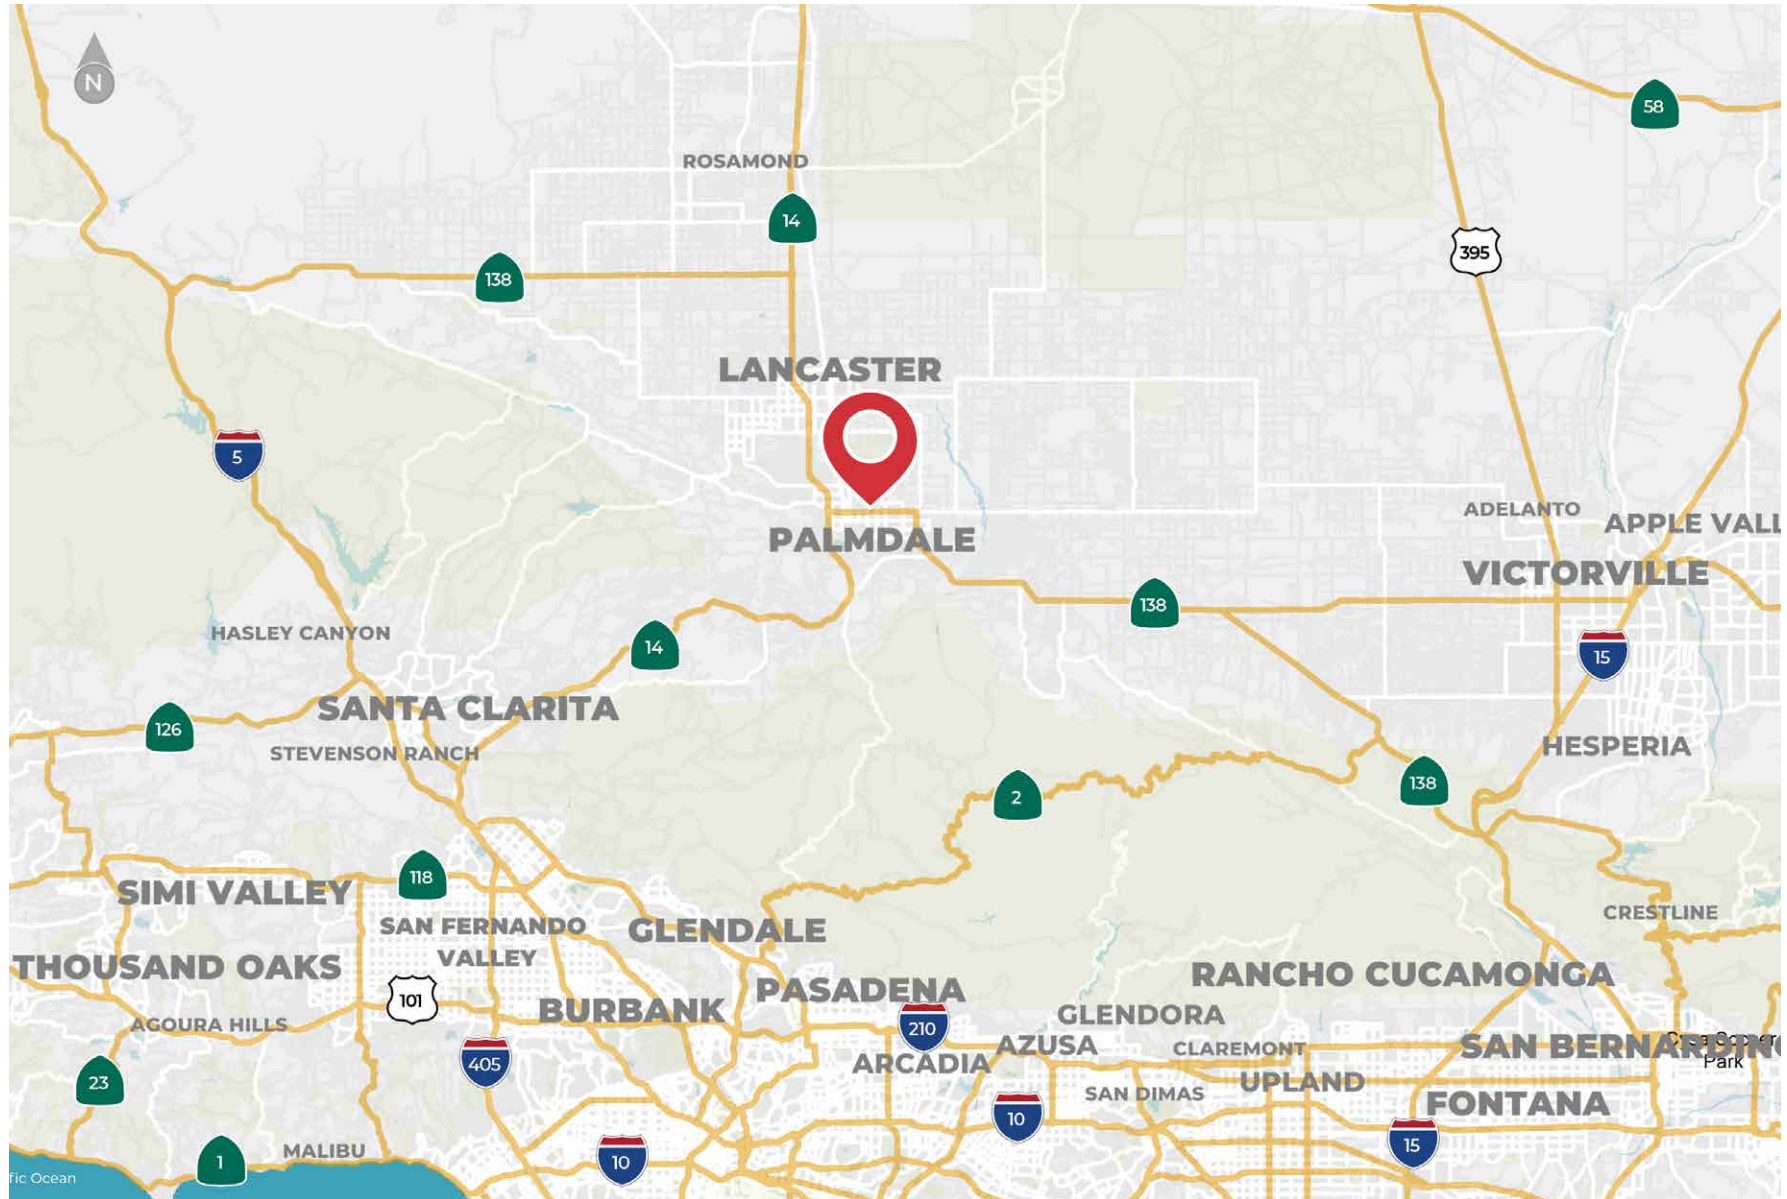 N
58
ROSAMOND
14
395
138
LANCASTER
5
ADELANTO
APPLE VALL
PALMDALE
VICTORVILLE
138
HASLEY CANYON
14
15
SANTA CLARITA
126
STEVENSON RANCH
HESPERIA
138
2
118
SIMI VALLEY
SAN FERNANDO
VALLEY
GLENDALE
CRESTLINE
THOUSAND OAKS
RANCHO CUCAMONGA
PASADENA
101
BURBANK
GLENDORA
AGOURA HILLS
210
AZUSA
CLAREMONT
SAN BERNARDINO
Park
405
ARCADIA
23
SAN DIMAS
UPLAND
FONTANA
10
15
MALIBU
1
10
fic Ocean